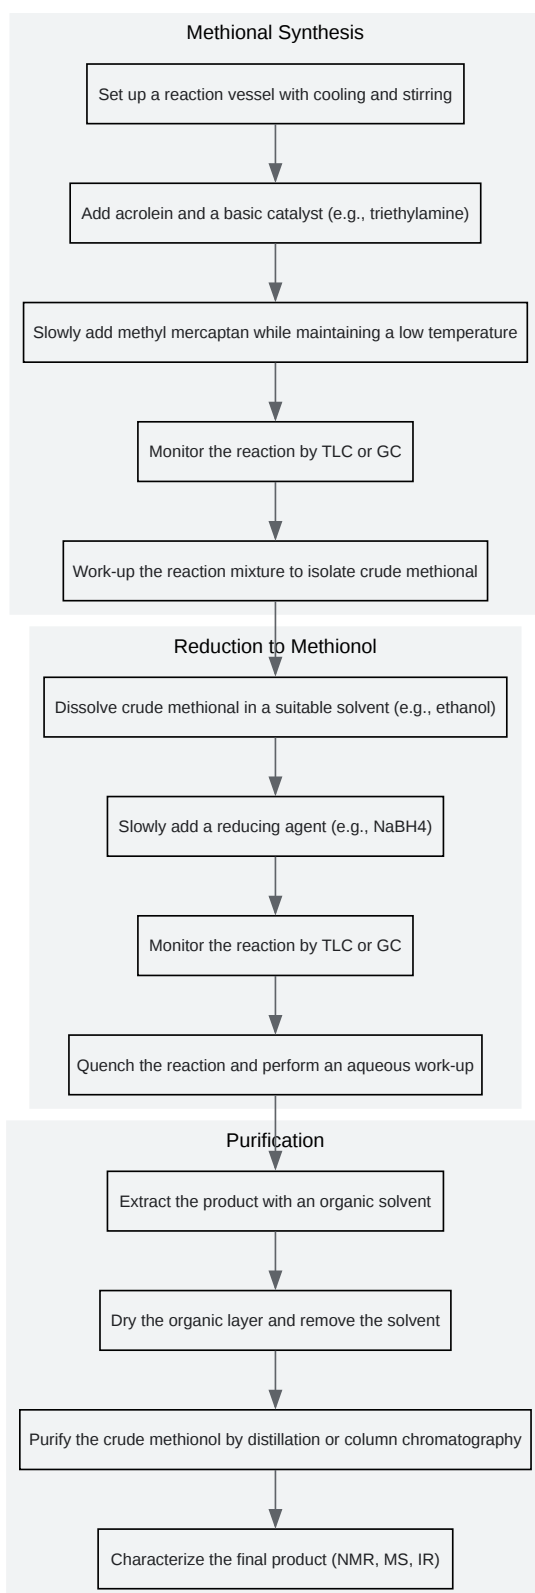 Methional Synthesis
Set up a reaction vessel with cooling and stirring
Add acrolein and a basic catalyst (e.g., triethylamine)
Slowly add methyl mercaptan while maintaining a low temperature
Monitor the reaction by TLC or GC
Work-up the reaction mixture to isolate crude methional
Reduction to Methionol
Dissolve crude methional in a suitable solvent (e.g., ethanol)
Slowly add a reducing agent (e.g., NaBH4)
Monitor the reaction by TLC or GC
Quench the reaction and perform an aqueous work-up
Purification
Extract the product with an organic solvent
Dry the organic layer and remove the solvent
Purify the crude methionol by distillation or column chromatography
Characterize the final product (NMR, MS, IR)